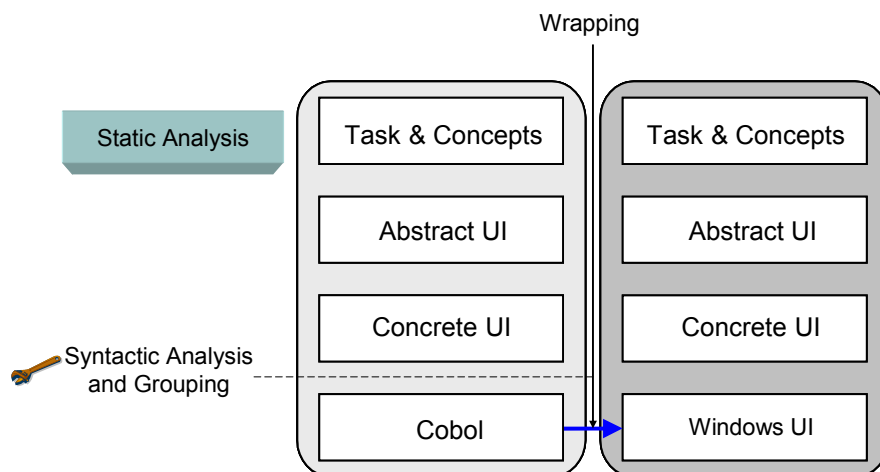 Wrapping
Static Analysis
Task & Concepts
Task & Concepts
Abstract UI
Abstract UI
Concrete UI
Concrete UI
Syntactic Analysis
and Grouping
Cobol
Windows UI